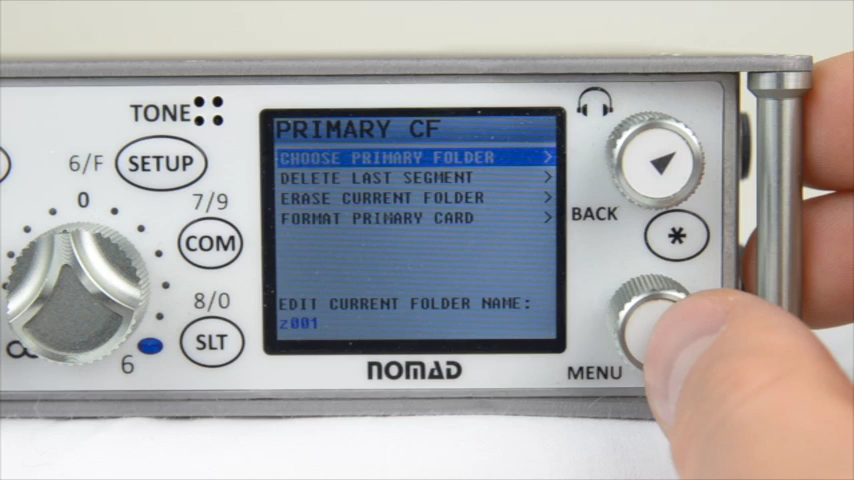 TONE
6/F
SETUP
0
7/9
COM
8/0
SLT
∞
6
PRIMARY CF
CHOOSE PRIMARY FOLDER >
DELETE LAST SEGMENT >
ERASE CURRENT FOLDER >
FORMAT PRIMARY CARD >
EDIT CURRENT FOLDER NAME:
z001
NOMAD
BACK
*
MENU